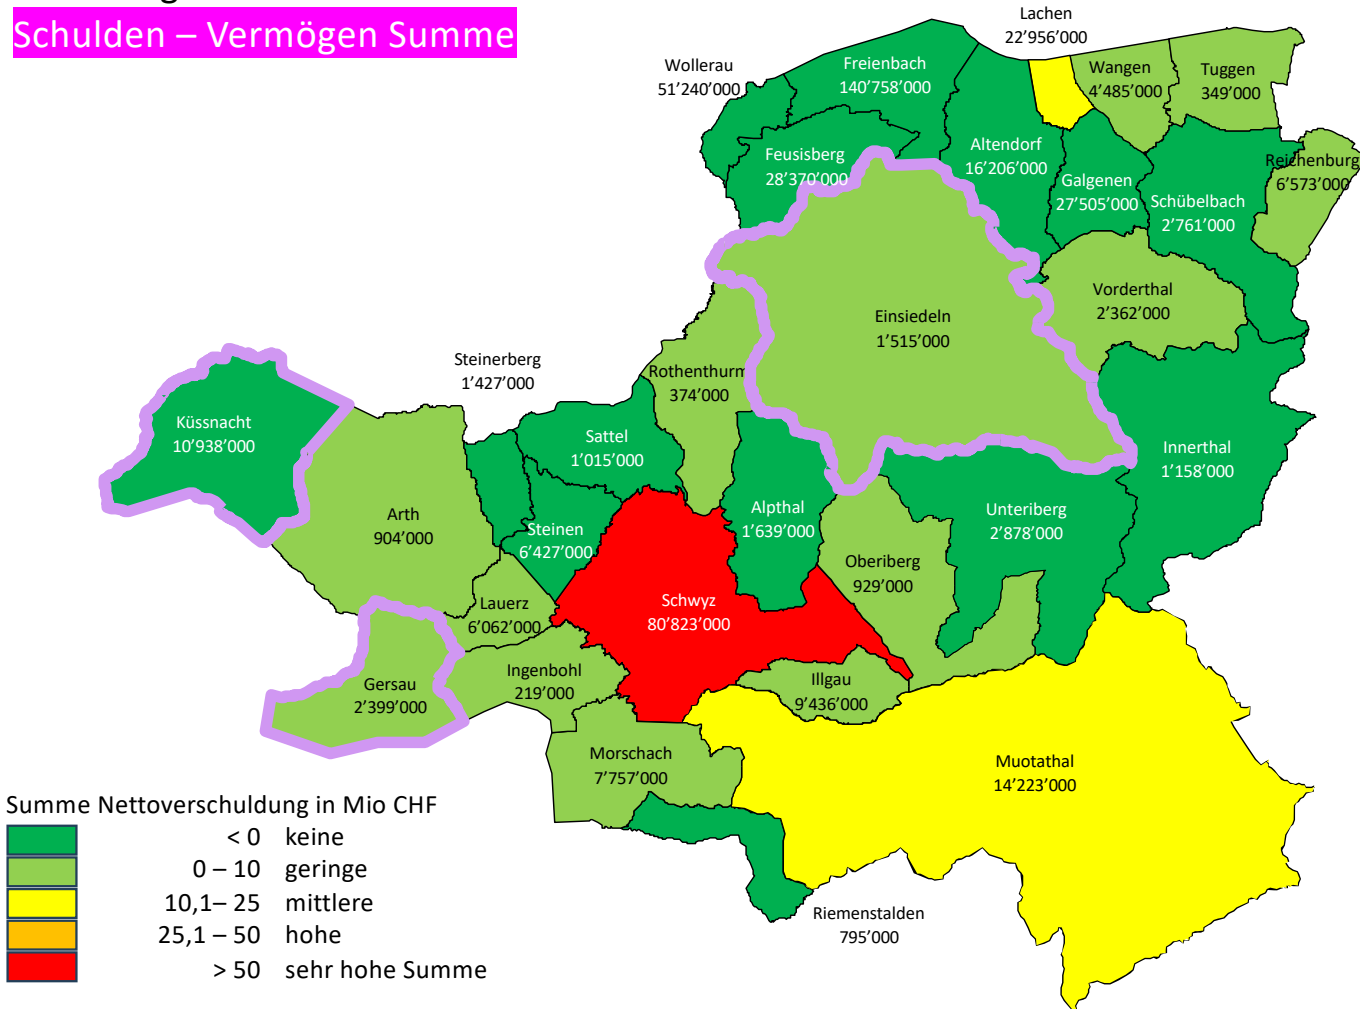 Schulden – Vermögen Summe
Lachen
22’956’000
Wollerau
51’240’000
Freienbach
140’758’000
Wangen
4’485’000
Tuggen
349’000
Feusisberg
28’370’000
Altendorf
16’206’000
Galgenen
27’505’000
Schübelbach
2’761’000
Reichenburg
6’573’000
Vorderthal
2’362’000
Einsiedeln
1’515’000
Steinerberg
1’427’000
Rothenthurm
374’000
Küssnacht
10’938’000
Sattel
1’015’000
Innerthal
1’158’000
Arth
904’000
Steinen
6’427’000
Alpthal
1’639’000
Unteriberg
2’878’000
Oberiberg
929’000
Lauerz
6’062’000
Schwyz
80’823’000
Gersau
2’399’000
Ingenbohl
219’000
Illgau
9’436’000
Morschach
7’757’000
Muotathal
14’223’000
Riemenstalden
795’000
Summe Nettoverschuldung in Mio CHF
< 0 keine
0 – 10 geringe
10,1– 25 mittlere
25,1 – 50 hohe
> 50 sehr hohe Summe